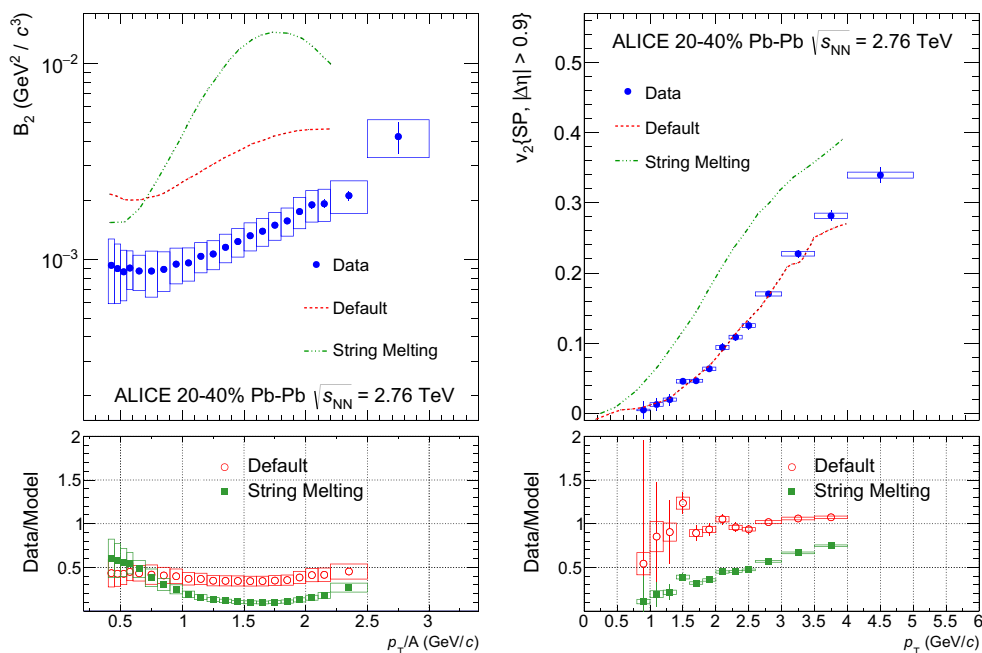 B₂ (GeV² / c³)
10⁻²
10⁻³
Data
Default
String Melting
ALICE 20-40% Pb-Pb √sNN = 2.76 TeV
Data/Model
2
1.5
1
0.5
Default
String Melting
0.5 1 1.5 2 2.5 3
pT/A (GeV/c)
v₂{SP, |Δη| > 0.9}
ALICE 20-40% Pb-Pb √sNN = 2.76 TeV
0.5
0.4
0.3
0.2
0.1
0
Data
Default
String Melting
Data/Model
2
1.5
1
0.5
0
Default
String Melting
0 0.5 1 1.5 2 2.5 3 3.5 4 4.5 5 5.5 6
pT (GeV/c)